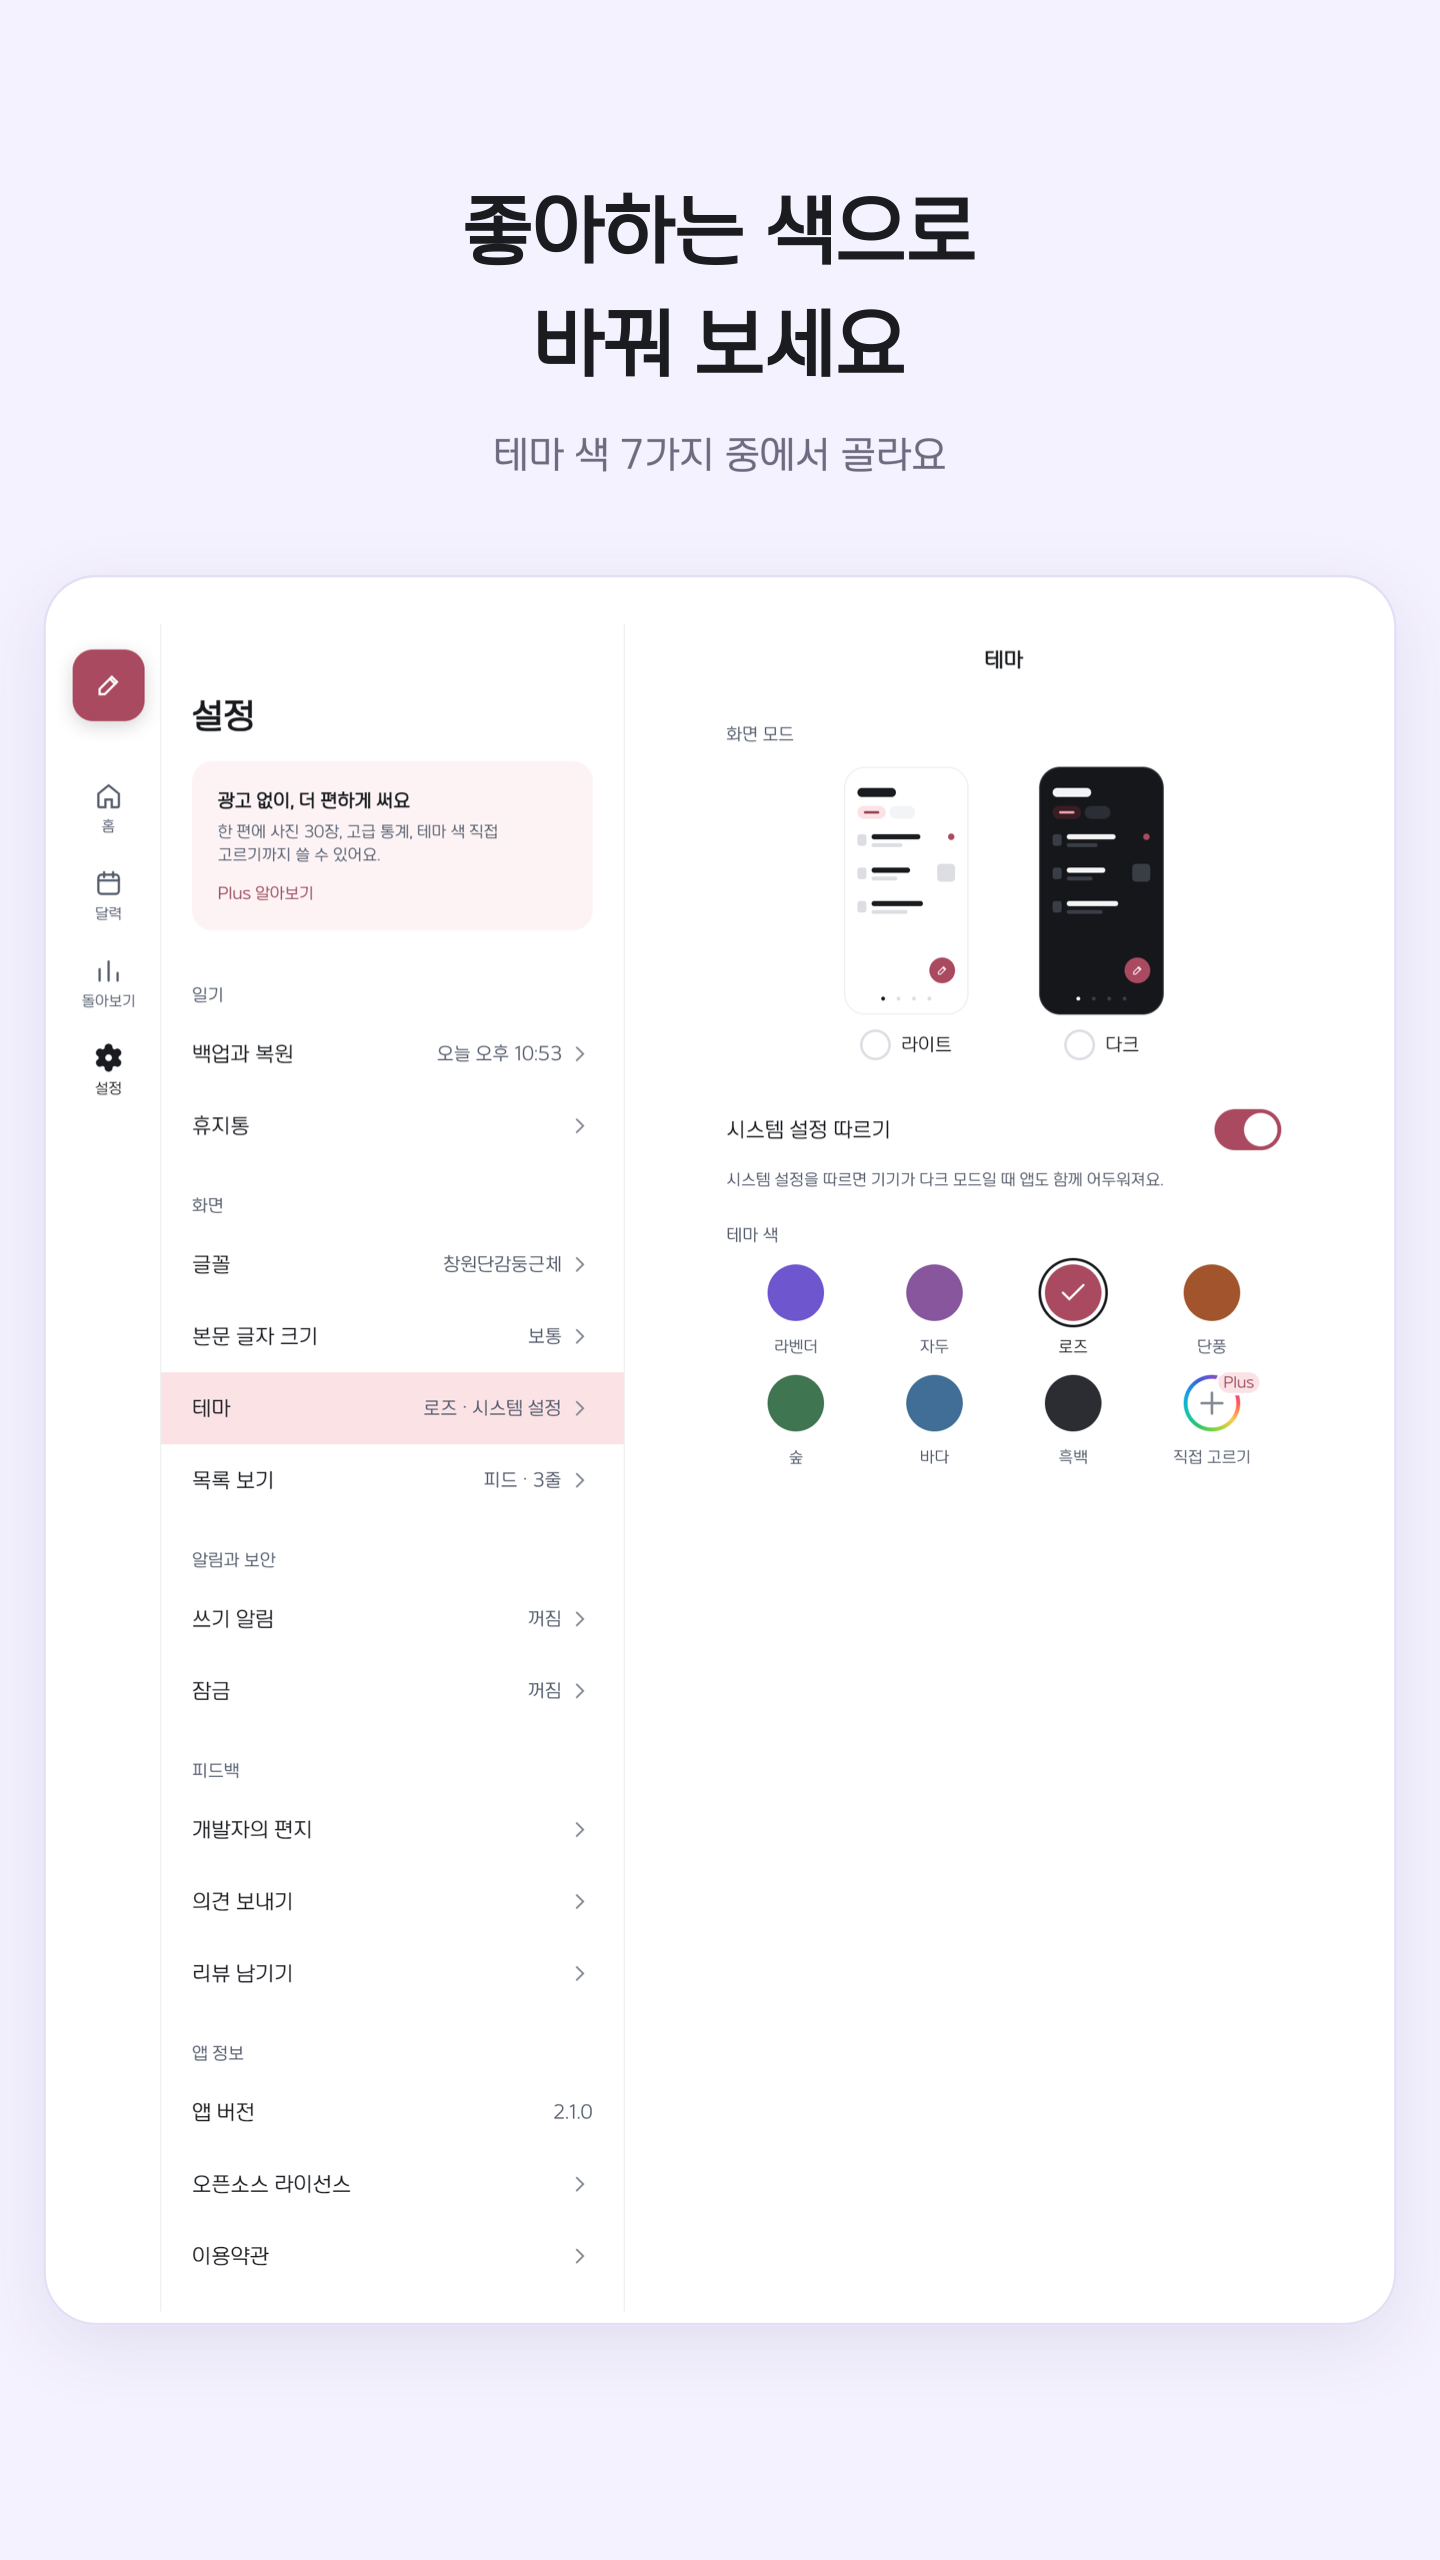 좋아하는 색으로
바꿔 보세요
테마 색 7가지 중에서 골라요
홈
달력
돌아보기
설정
설정
광고 없이, 더 편하게 써요
한 편에 사진 30장, 고급 통계, 테마 색 직접
고르기까지 쓸 수 있어요.
Plus 알아보기
일기
백업과 복원 오늘 오후 10:53
휴지통
화면
글꼴 창원단감둥근체
본문 글자 크기 보통
테마 로즈 · 시스템 설정
목록 보기 피드 · 3줄
알림과 보안
쓰기 알림 꺼짐
잠금 꺼짐
피드백
개발자의 편지
의견 보내기
리뷰 남기기
앱 정보
앱 버전 2.1.0
오픈소스 라이선스
이용약관
테마
화면 모드
라이트 다크
시스템 설정 따르기
시스템 설정을 따르면 기기가 다크 모드일 때 앱도 함께 어두워져요.
테마 색
라벤더 자두 로즈 단풍
Plus
숲 바다 흑백 직접 고르기